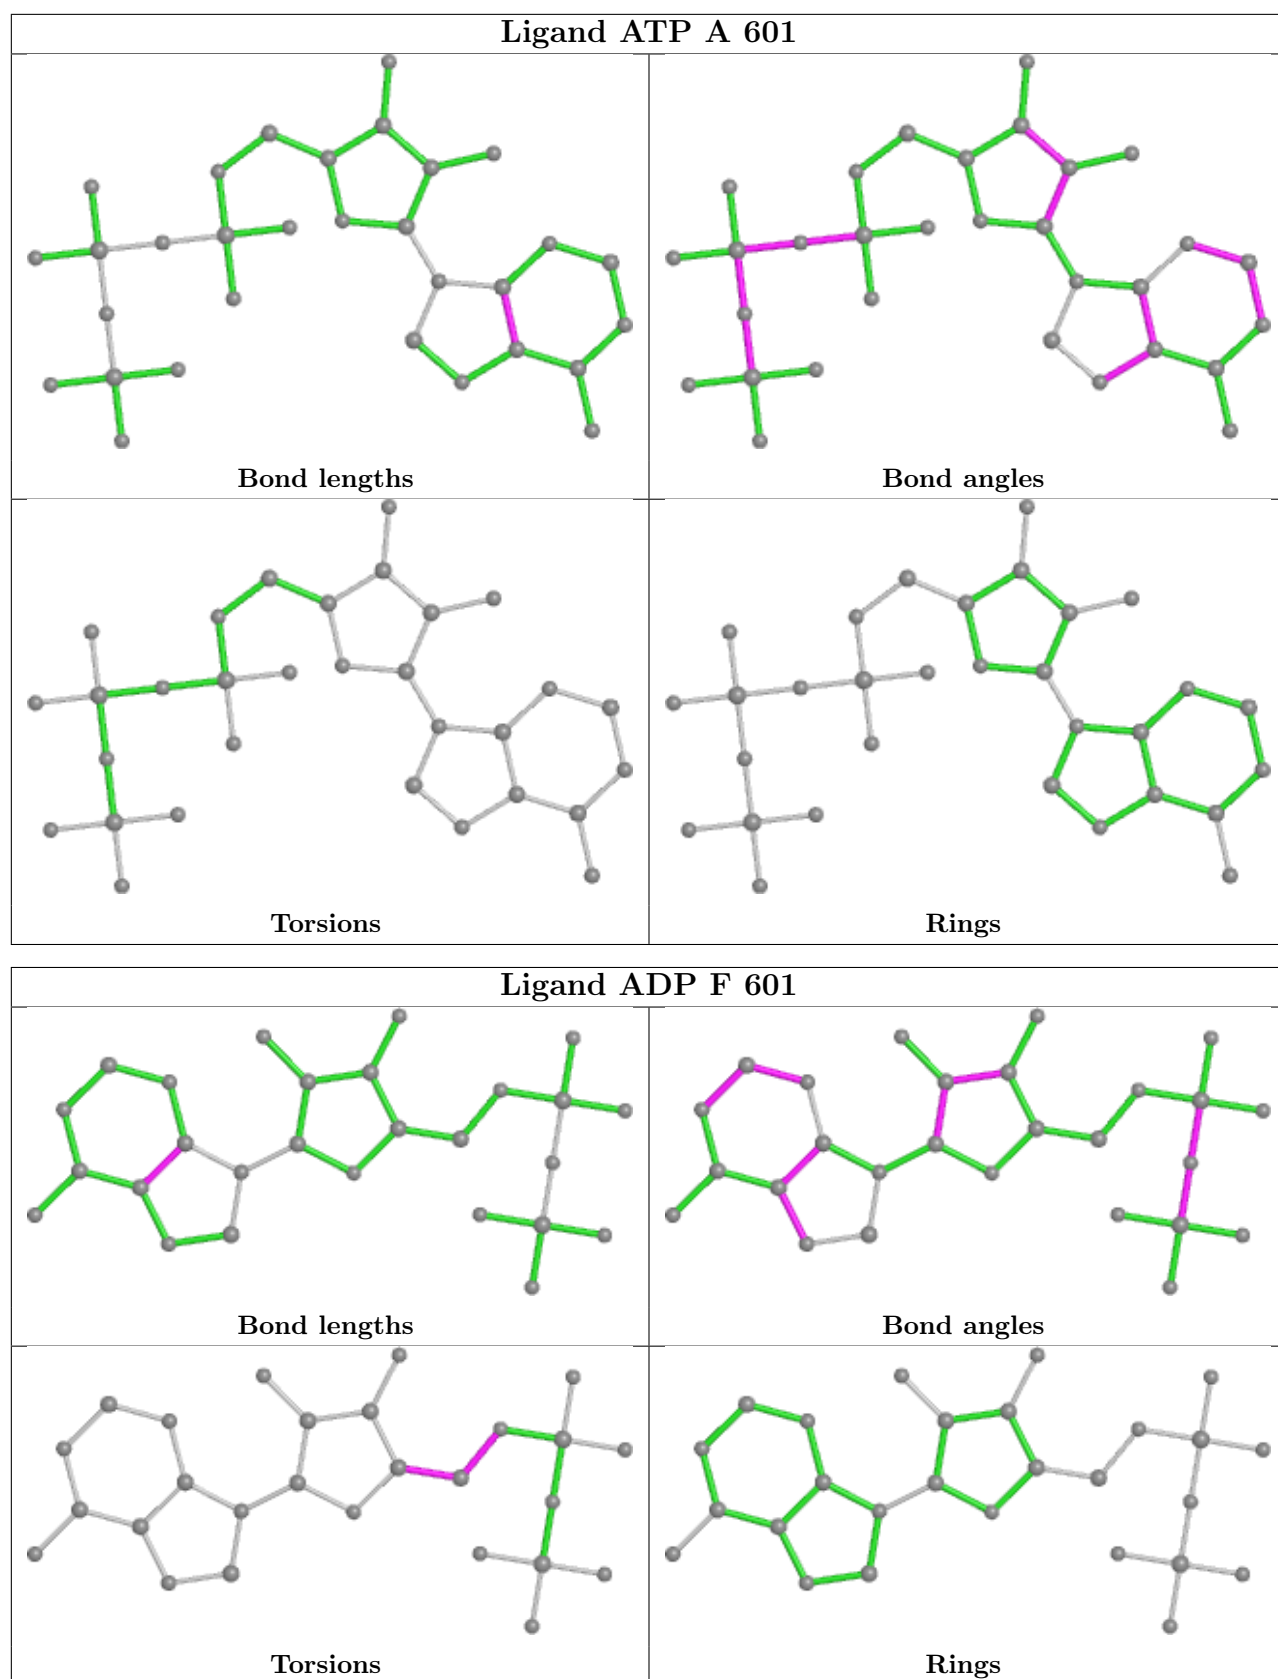 Ligand ATP A 601
Bond lengths
Bond angles
Torsions
Rings
Ligand ADP F 601
Bond lengths
Bond angles
Torsions
Rings